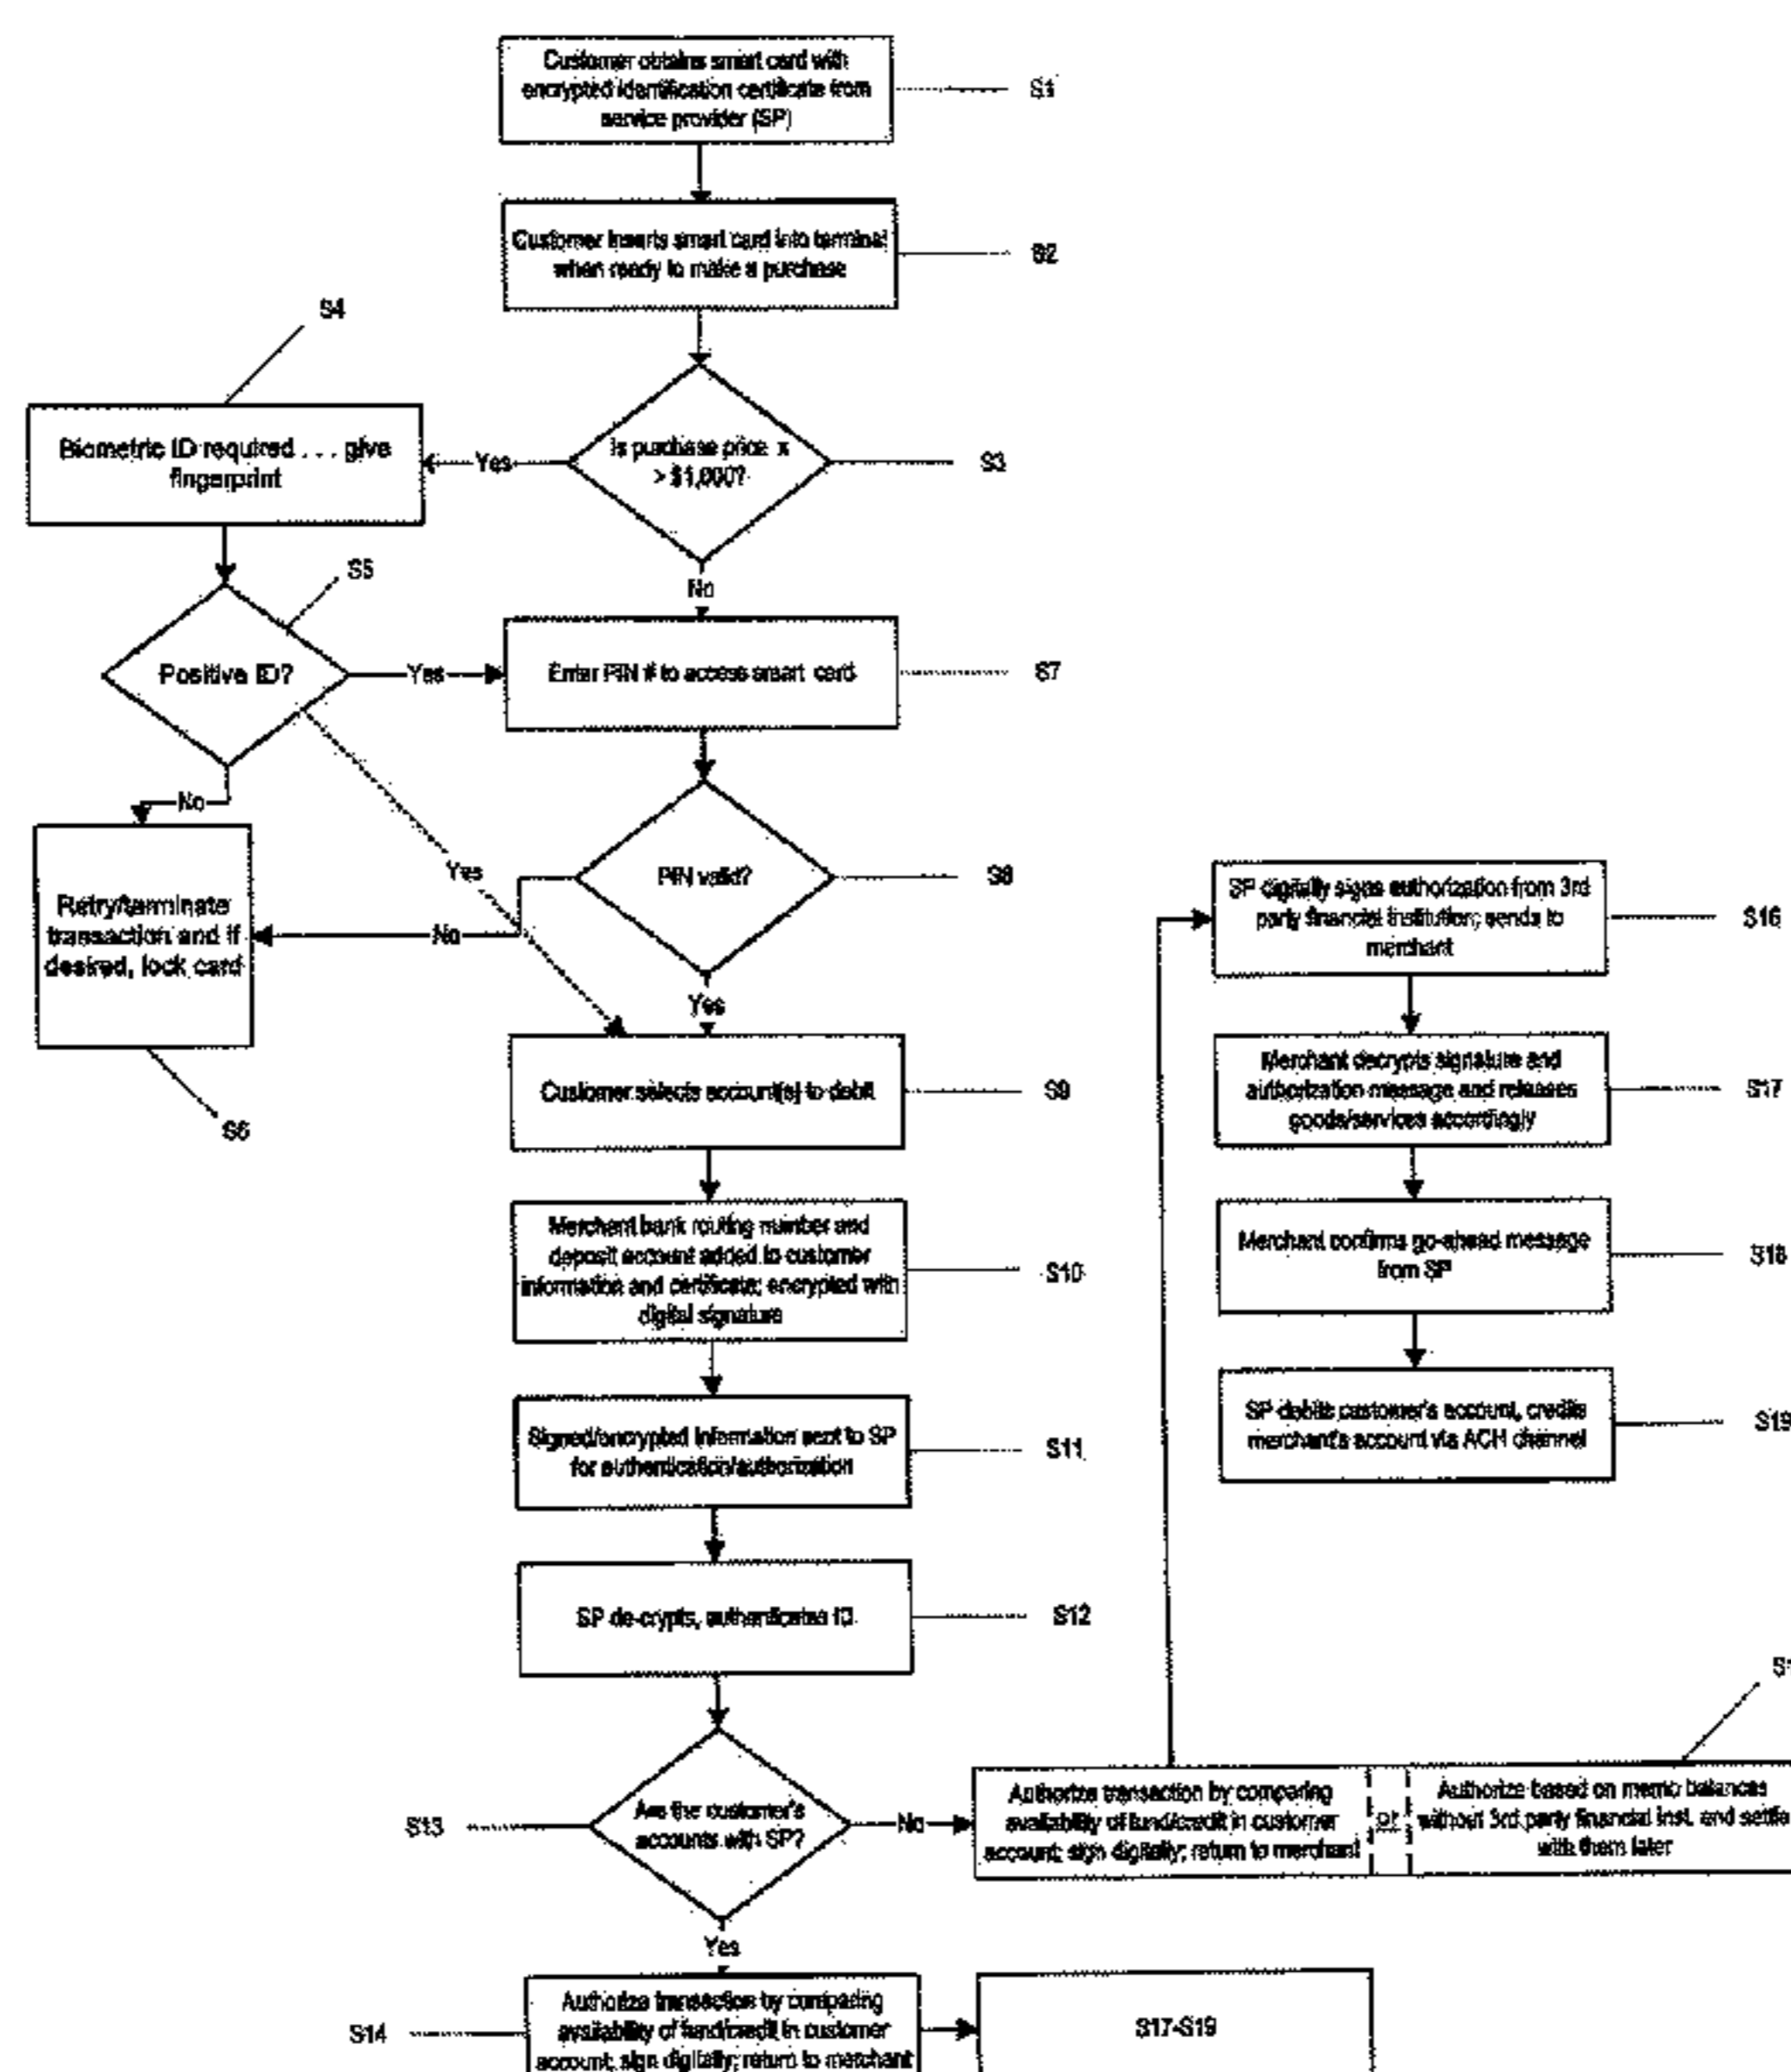 Customer obtains smart card with
encrypted identification certificate from
service provider (SP)
S1
Customer inserts smart card into terminal
when ready to make a purchase
S2
S4
Biometric ID required . . . give
fingerprint
Yes
Is purchase price x
> $1,000?
S3
No
S5
Positive ID?
Yes
Enter PIN # to access smart card
S7
No
Yes
PIN valid?
S8
No
Retry/terminate
transaction and if
desired, lock card
S6
Yes
Customer selects account(s) to debit
S9
Merchant bank routing number and
deposit account added to customer
information and certificate; encrypted with
digital signature
S10
Signed/encrypted information sent to SP
for authentication/authorization
S11
SP de-crypts, authenticates ID
S12
S13
Are the customer's
accounts with SP?
No
Authorize transaction by comparing
availability of fund/credit in customer
account; sign digitally; return to merchant
or
Authorize based on memo balances
without 3rd party financial inst. and settle
with them later
S1
Yes
S14
Authorize transaction by comparing
availability of fund/credit in customer
account; sign digitally; return to merchant
S17-S19
SP digitally signs authorization from 3rd
party financial institution; sends to
merchant
S16
Merchant decrypts signature and
authorization message and releases
goods/services accordingly
S17
Merchant confirms go-ahead message
from SP
S18
SP debits customer's account, credits
merchant's account via ACH channel
S19